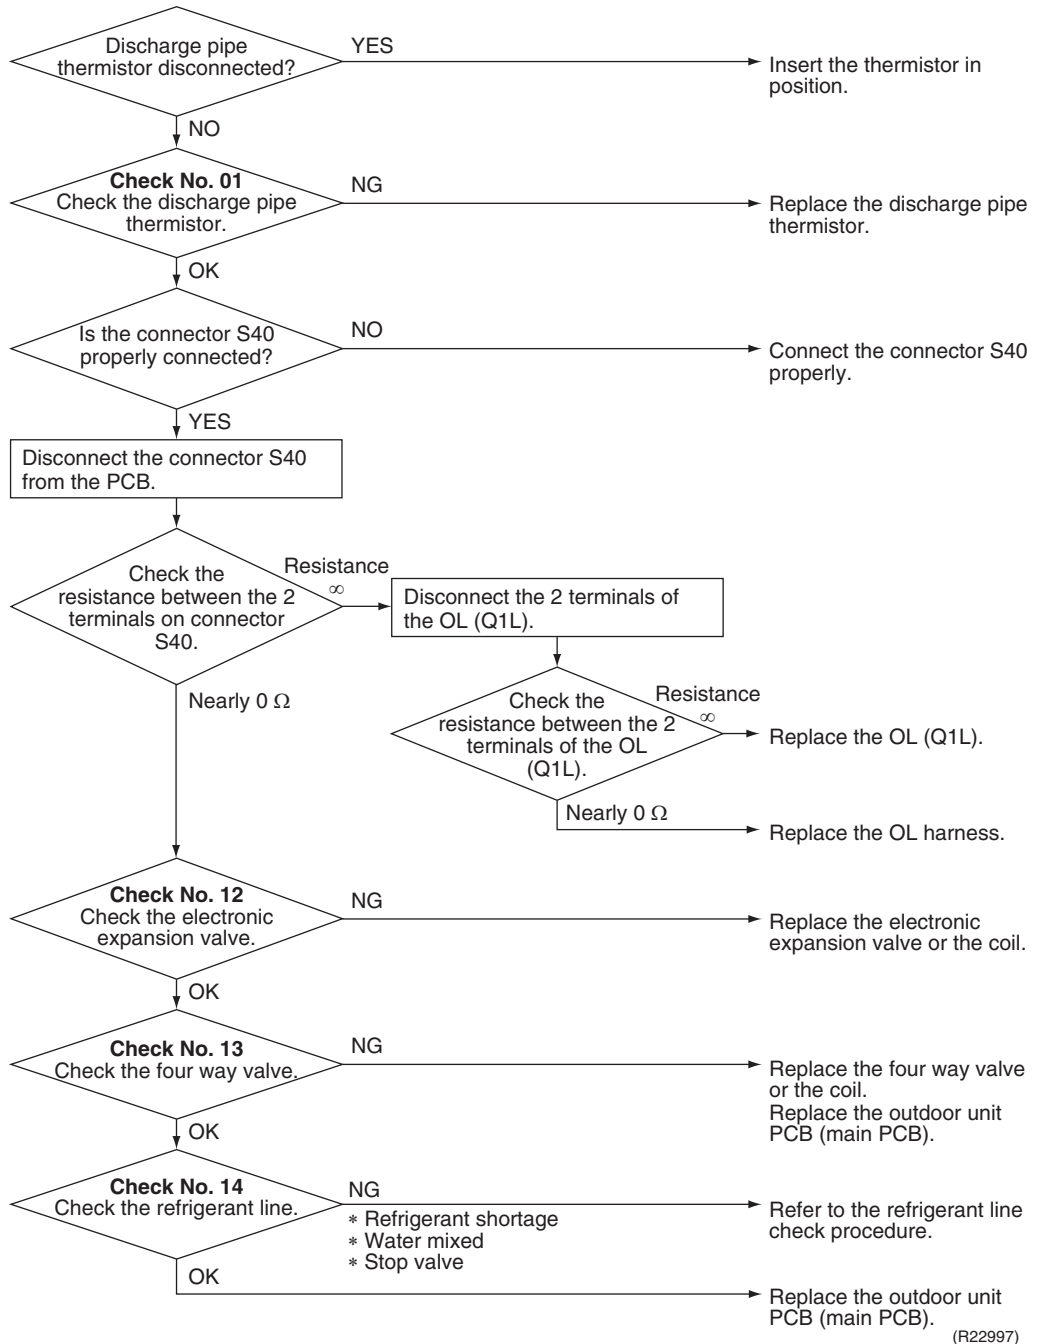 Discharge pipe
thermistor disconnected?
YES
Insert the thermistor in
position.
NO
Check No. 01
Check the discharge pipe
thermistor.
NG
Replace the discharge pipe
thermistor.
OK
Is the connector S40
properly connected?
NO
Connect the connector S40
properly.
YES
Disconnect the connector S40
from the PCB.
Check the
resistance between the 2
terminals on connector
S40.
Resistance
∞
Disconnect the 2 terminals of
the OL (Q1L).
Nearly 0 Ω
Check the
resistance between the 2
terminals of the OL
(Q1L).
Resistance
∞
Replace the OL (Q1L).
Nearly 0 Ω
Replace the OL harness.
Check No. 12
Check the electronic
expansion valve.
NG
Replace the electronic
expansion valve or the coil.
OK
Check No. 13
Check the four way valve.
NG
Replace the four way valve
or the coil.
Replace the outdoor unit
PCB (main PCB).
OK
Check No. 14
Check the refrigerant line.
NG
∗ Refrigerant shortage
∗ Water mixed
∗ Stop valve
Refer to the refrigerant line
check procedure.
OK
Replace the outdoor unit
PCB (main PCB).
(R22997)